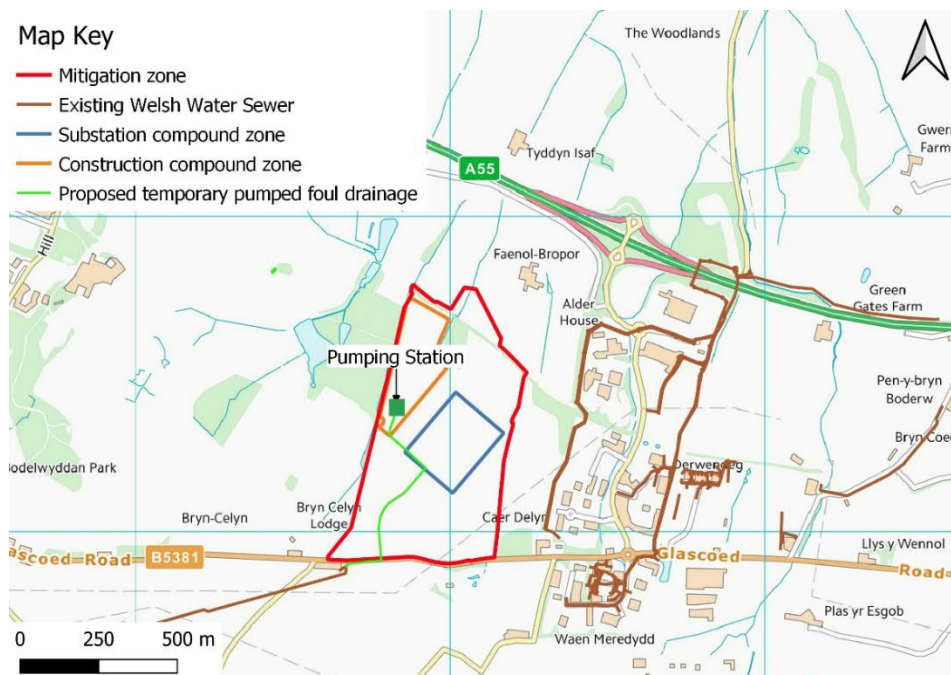 Map Key
Mitigation zone
Existing Welsh Water Sewer
Substation compound zone
Construction compound zone
Proposed temporary pumped foul drainage
The Woodlands
Tyddyn Isaf
Gwern
Farm
A55
Hill
Faenol-Bropor
Alder
House
Green
Gates Farm
Pumping Station
Pen-y-bryn
Boderw
Bryn Coed
odelwyddan Park
Bryn-Celyn
Bryn Celyn
Lodge
Caer Delyn
Glascoed Road
B5381
Glascoed
Road
Llys y Wennol
Plas yr Esgob
Waen Meredydd
0 250 500 m